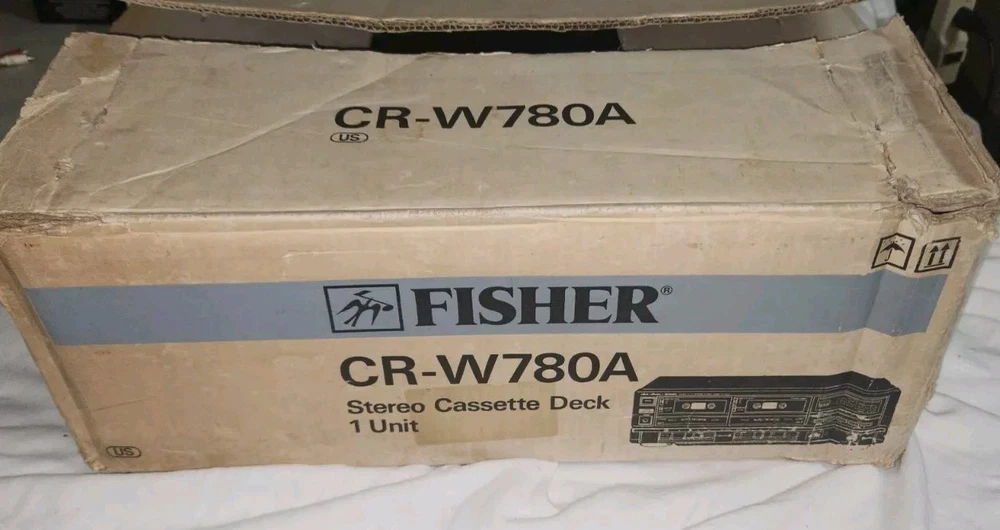 CR-W780A
US
FISHER®
CR-W780A
Stereo Cassette Deck
1 Unit
US